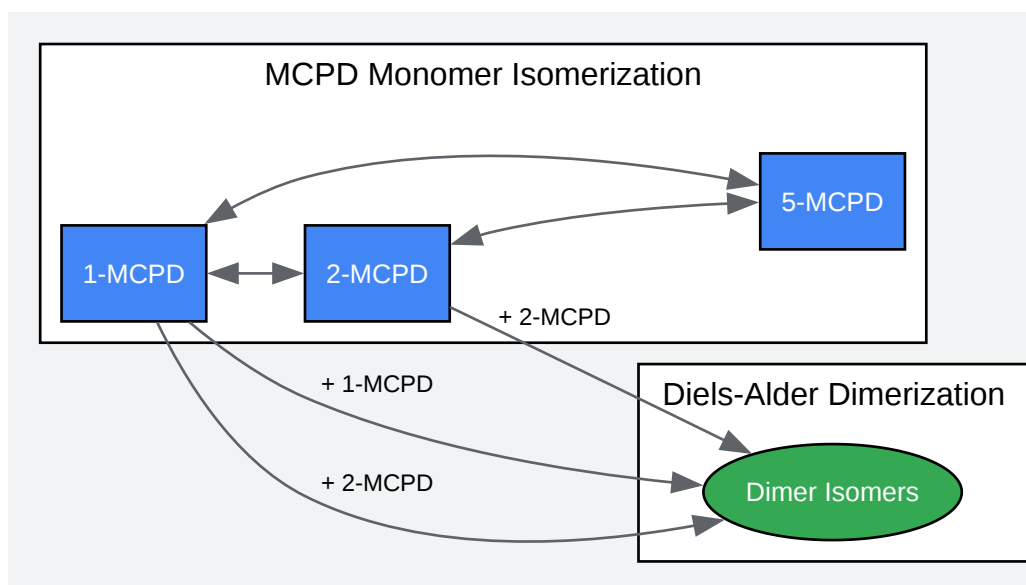 MCPD Monomer Isomerization
5-MCPD
1-MCPD
2-MCPD
+ 2-MCPD
+ 1-MCPD
Diels-Alder Dimerization
+ 2-MCPD
Dimer Isomers